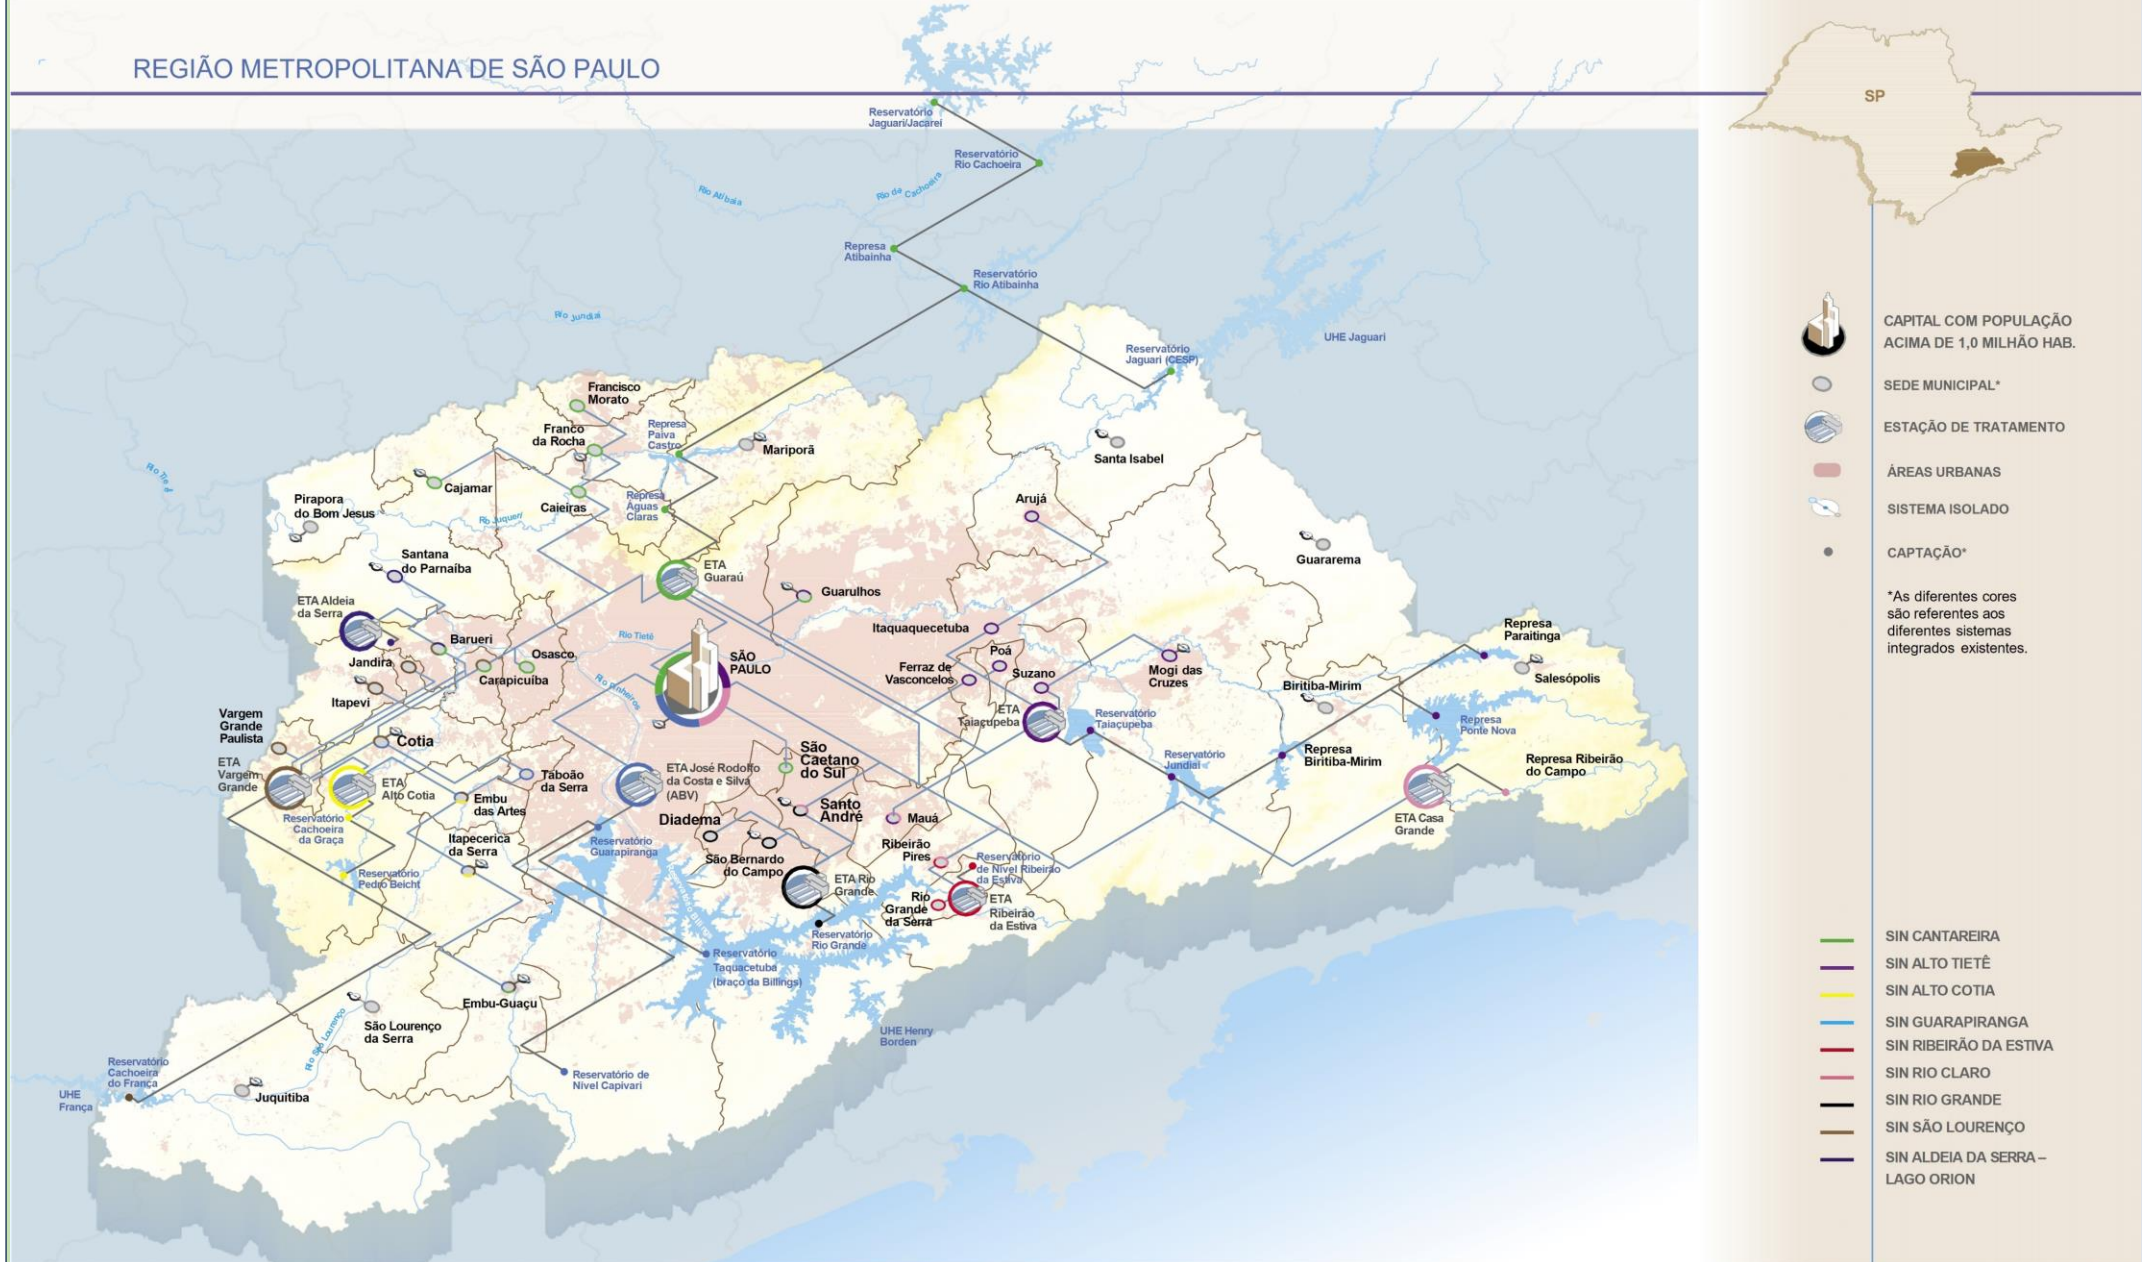 REGIÃO METROPOLITANA DE SÃO PAULO
SP
Reservatório
Jaguari/Jacareí
Reservatório
Rio Cachoeira
Rio Atibaia
Rio da Cachoeira
Represa
Atibainha
Reservatório
Rio Atibainha
Rio Jundiaí
UHE Jaguari
Reservatório
Jaguari (CESP)
Francisco
Morato
Franco
da Rocha
Represa
Paiva
Castro
Mariporã
Santa Isabel
Rio Tietê
Cajamar
Pirapora
do Bom Jesus
Caieiras
Represa
Águas
Claras
Rio Juquery
Arujá
Guararema
Santana
do Parnaíba
ETA
Guaraú
ETA Aldeia
da Serra
Guarulhos
Barueri
Rio Tietê
Itaquaquecetuba
Represa
Paraitinga
Jandira
Osasco
Carapicuíba
SÃO
PAULO
Poá
Ferraz de
Vasconcelos
Suzano
Mogi das
Cruzes
Salesópolis
Itapevi
Rio Pinheiros
Biritiba-Mirim
Vargem
Grande
Paulista
ETA
Taiaçupeba
Reservatório
Taiaçupeba
Represa
Ponte Nova
Cotia
São
Caetano
do Sul
Represa
Biritiba-Mirim
Reservatório
Jundiaí
Represa Ribeirão
do Campo
ETA
Vargem
Grande
ETA
Alto Cotia
Taboão
da Serra
ETA José Rodolfo
da Costa e Silva
(ABV)
Embu
das Artes
Santo
André
Reservatório
Cachoeira
da Graça
Diadema
Mauá
ETA Casa
Grande
Itapecerica
da Serra
Reservatório
Guarapiranga
São Bernardo
do Campo
Ribeirão
Pires
Reservatório
de Nível Ribeirão
da Estiva
Reservatório
Pedro Beicht
ETA Rio
Grande
Rio
Grande
da Serra
ETA
Ribeirão
da Estiva
Reservatório Billings
Reservatório
Rio Grande
Reservatório
Taquacetuba
(braço da Billings)
Embu-Guaçu
São Lourenço
da Serra
Rio São Lourenço
UHE Henry
Borden
Reservatório
Cachoeira
do França
UHE
França
Juquitiba
Reservatório de
Nível Capivari
CAPITAL COM POPULAÇÃO
ACIMA DE 1,0 MILHÃO HAB.
SEDE MUNICIPAL*
ESTAÇÃO DE TRATAMENTO
ÁREAS URBANAS
SISTEMA ISOLADO
CAPTAÇÃO*
*As diferentes cores
são referentes aos
diferentes sistemas
integrados existentes.
SIN CANTAREIRA
SIN ALTO TIETÊ
SIN ALTO COTIA
SIN GUARAPIRANGA
SIN RIBEIRÃO DA ESTIVA
SIN RIO CLARO
SIN RIO GRANDE
SIN SÃO LOURENÇO
SIN ALDEIA DA SERRA –
LAGO ORION